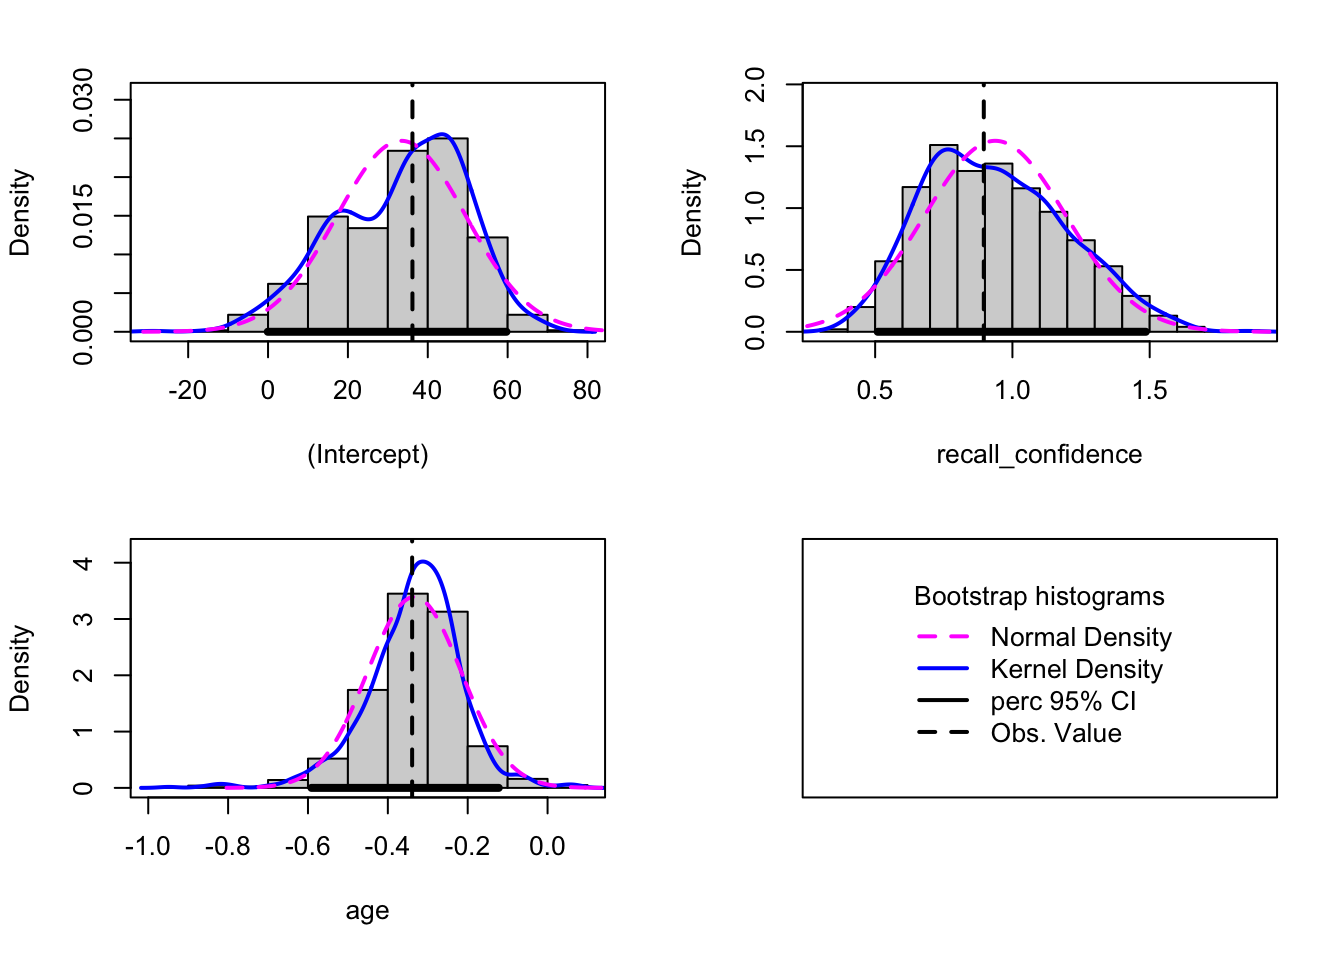 Density
0.000 0.015 0.030
-20 0 20 40 60 80
(Intercept)
Density
0.0 0.5 1.0 1.5 2.0
0.5 1.0 1.5
recall_confidence
Density
0 1 2 3 4
-1.0 -0.8 -0.6 -0.4 -0.2 0.0
age
Bootstrap histograms
Normal Density
Kernel Density
perc 95% CI
Obs. Value